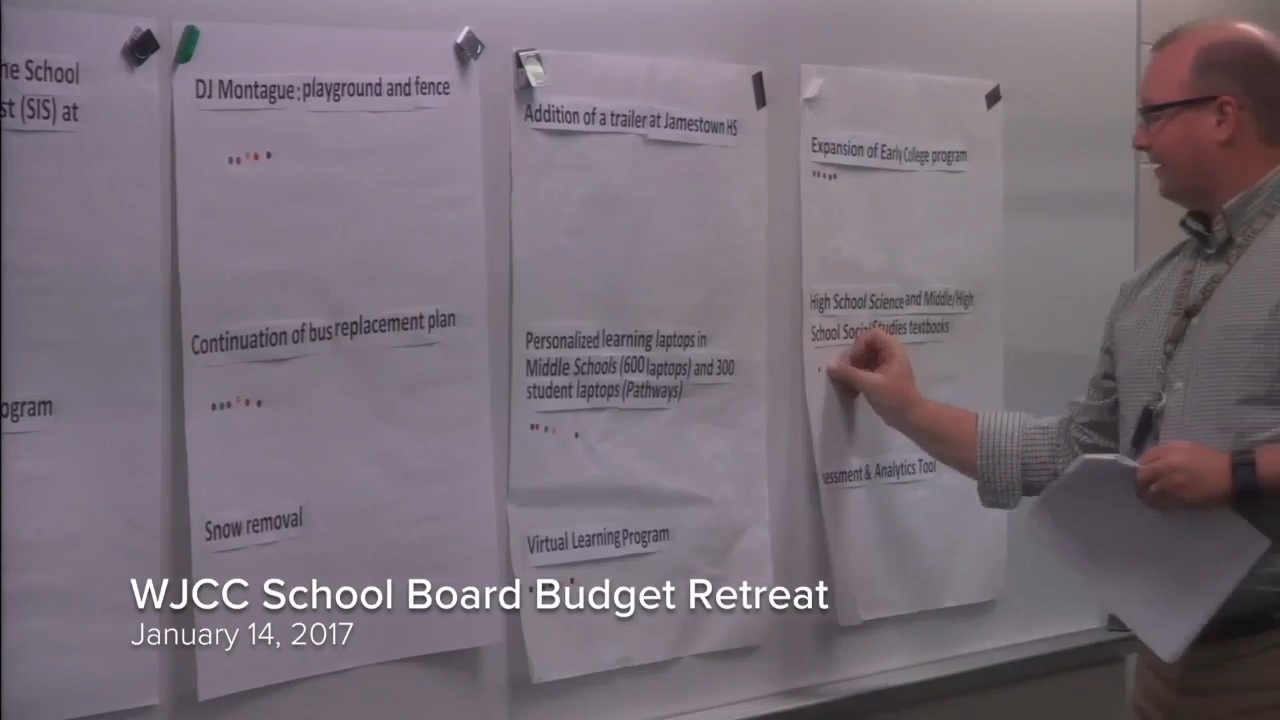 he School
st (SIS) at
ogram
DJ Montague: playground and fence
Continuation of bus replacement plan
Snow removal
Addition of a trailer at Jamestown HS
Personalized learning laptops in
Middle Schools (600 laptops) and 300
student laptops (Pathways)
Virtual Learning Program
Expansion of Early College program
High School Science and Middle/High
School Social Studies textbooks
essment & Analytics Tool
WJCC School Board Budget Retreat
January 14, 2017